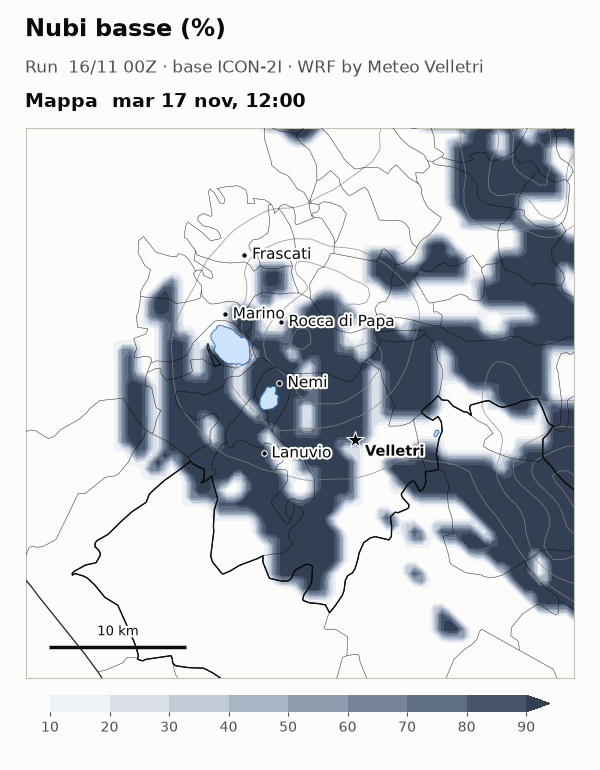 Nubi basse (%)
Run  16/11 00Z · base ICON-2I · WRF by Meteo Velletri
Mappa  mar 17 nov, 12:00
Frascati
Marino
Rocca di Papa
Nemi
Velletri
Lanuvio
10 km
10 20 30 40 50 60 70 80 90